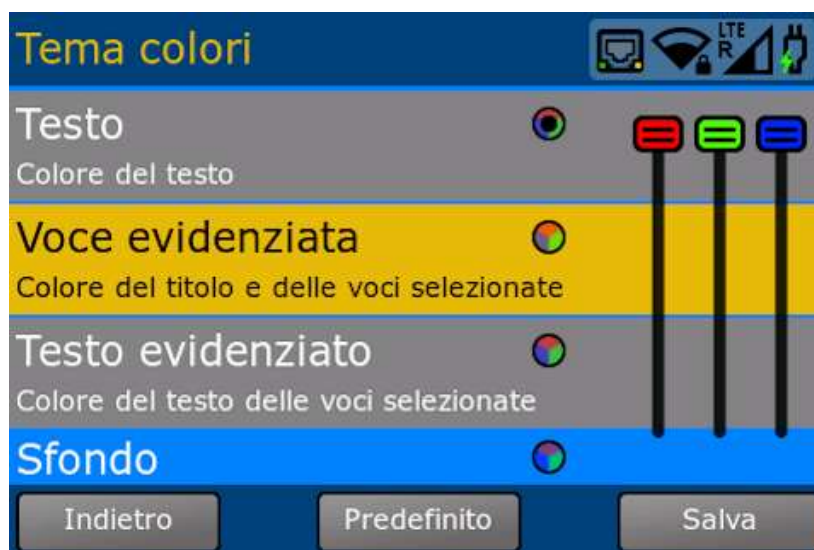 Tema colori
LTE
R
Testo
Colore del testo
Voce evidenziata
Colore del titolo e delle voci selezionate
Testo evidenziato
Colore del testo delle voci selezionate
Sfondo
Indietro
Predefinito
Salva